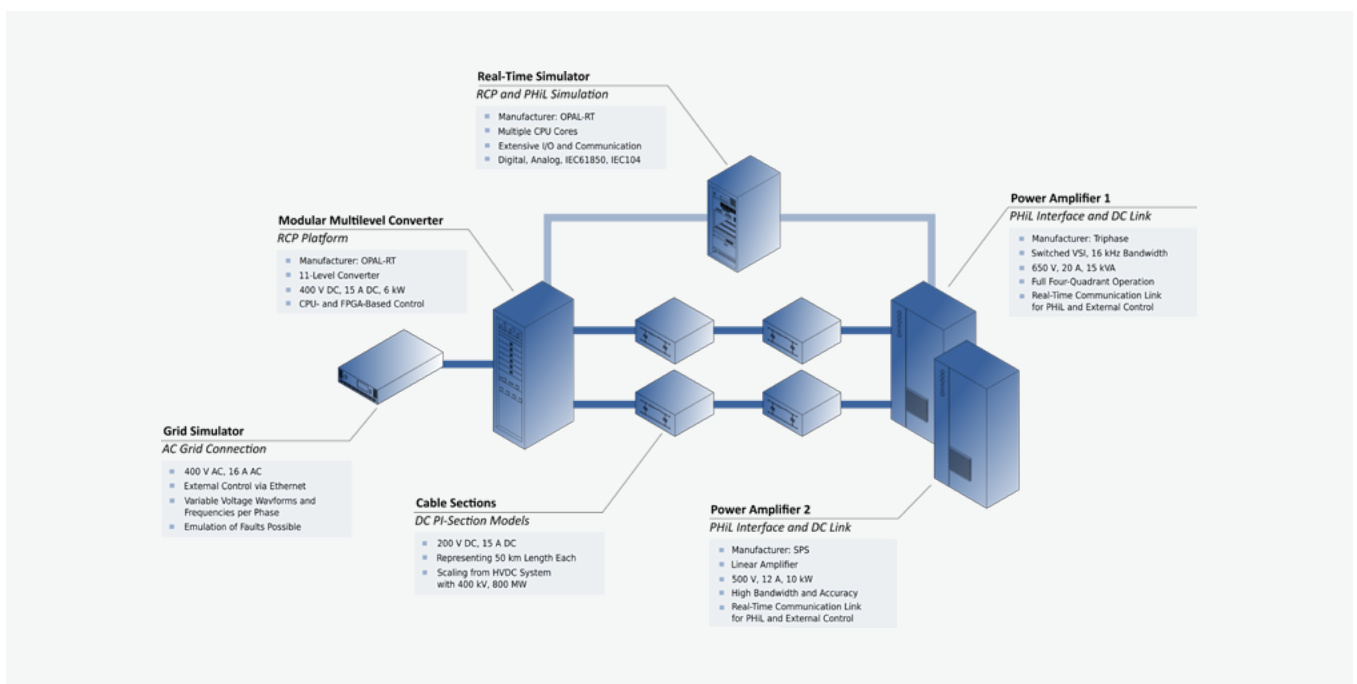 Real-Time Simulator
RCP and PHiL Simulation
Manufacturer: OPAL-RT
Multiple CPU Cores
Extensive I/O and Communication
Digital, Analog, IEC61850, IEC104
Modular Multilevel Converter
RCP Platform
Manufacturer: OPAL-RT
11-Level Converter
400 V DC, 15 A DC, 6 kW
CPU- and FPGA-Based Control
Power Amplifier 1
PHiL Interface and DC Link
Manufacturer: Triphase
Switched VSI, 16 kHz Bandwidth
650 V, 20 A, 15 kVA
Full Four-Quadrant Operation
Real-Time Communication Link
for PHiL and External Control
Grid Simulator
AC Grid Connection
400 V AC, 16 A AC
External Control via Ethernet
Variable Voltage Wavforms and
Frequencies per Phase
Emulation of Faults Possible
Cable Sections
DC PI-Section Models
200 V DC, 15 A DC
Representing 50 km Length Each
Scaling from HVDC System
with 400 kV, 800 MW
Power Amplifier 2
PHiL Interface and DC Link
Manufacturer: SPS
Linear Amplifier
500 V, 12 A, 10 kW
High Bandwidth and Accuracy
Real-Time Communication Link
for PHiL and External Control